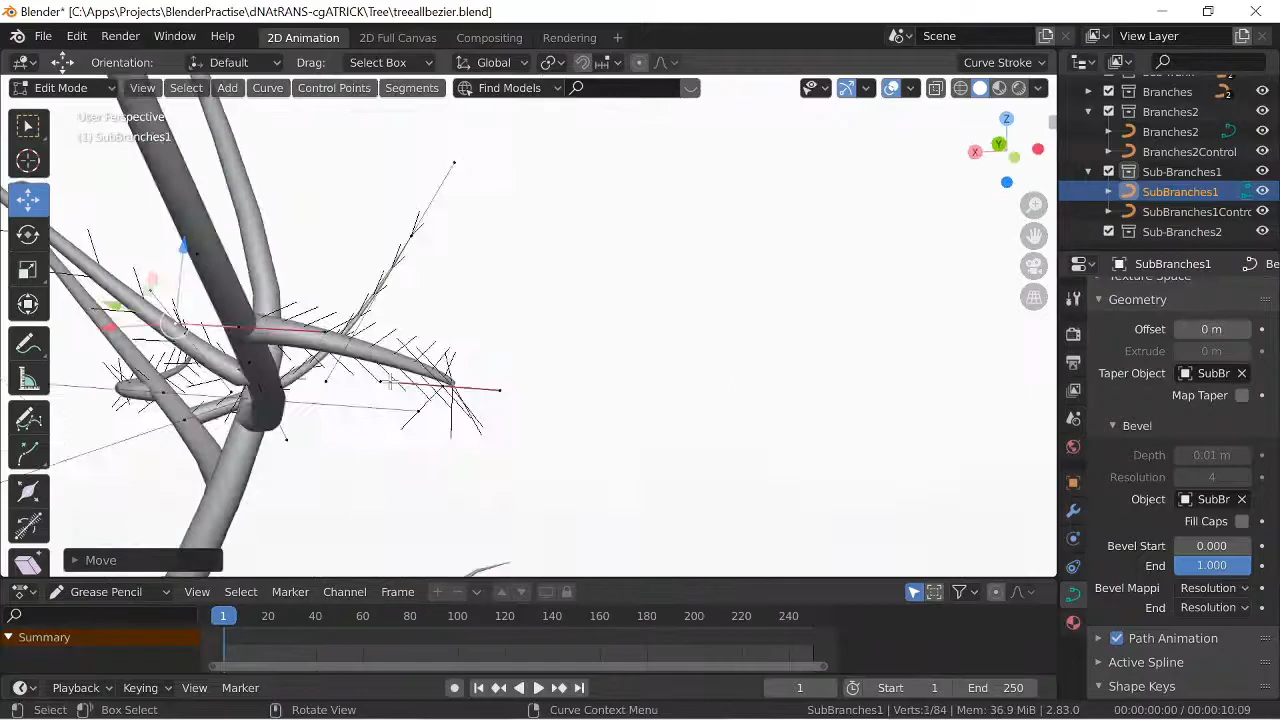 Blender* [C:\Apps\Projects\BlenderPractise\dNAtRANS-cgATRICK\Tree\treeallbezier.blend]
File Edit Render Window Help 2D Animation 2D Full Canvas Compositing Rendering + Scene View Layer
Orientation: Default Drag: Select Box Global Curve Stroke
Edit Mode View Select Add Curve Control Points Segments Find Models
User Perspective
(1) SubBranches1
Z
Y
X
Branches 2
Branches2
Branches2
Branches2Control
Sub-Branches1
SubBranches1
SubBranches1Contrc
Sub-Branches2
SubBranches1 Be
Geometry
Offset 0 m
Extrude 0 m
Taper Object SubBr
Map Taper
Bevel
Depth 0.01 m
Resolution 4
Object SubBr
Fill Caps
Bevel Start 0.000
End 1.000
Bevel Mappi Resolution
End Resolution
Path Animation
Active Spline
Shape Keys
Move
Grease Pencil View Select Marker Channel Frame
1 20 40 60 80 100 120 140 160 180 200 220 240
Summary
Playback Keying View Marker 1 Start 1 End 250
Select Box Select Rotate View Curve Context Menu SubBranches1 | Verts:1/84 | Mem: 36.9 MiB | 2.83.0 00:00:00:00 / 00:00:10:09